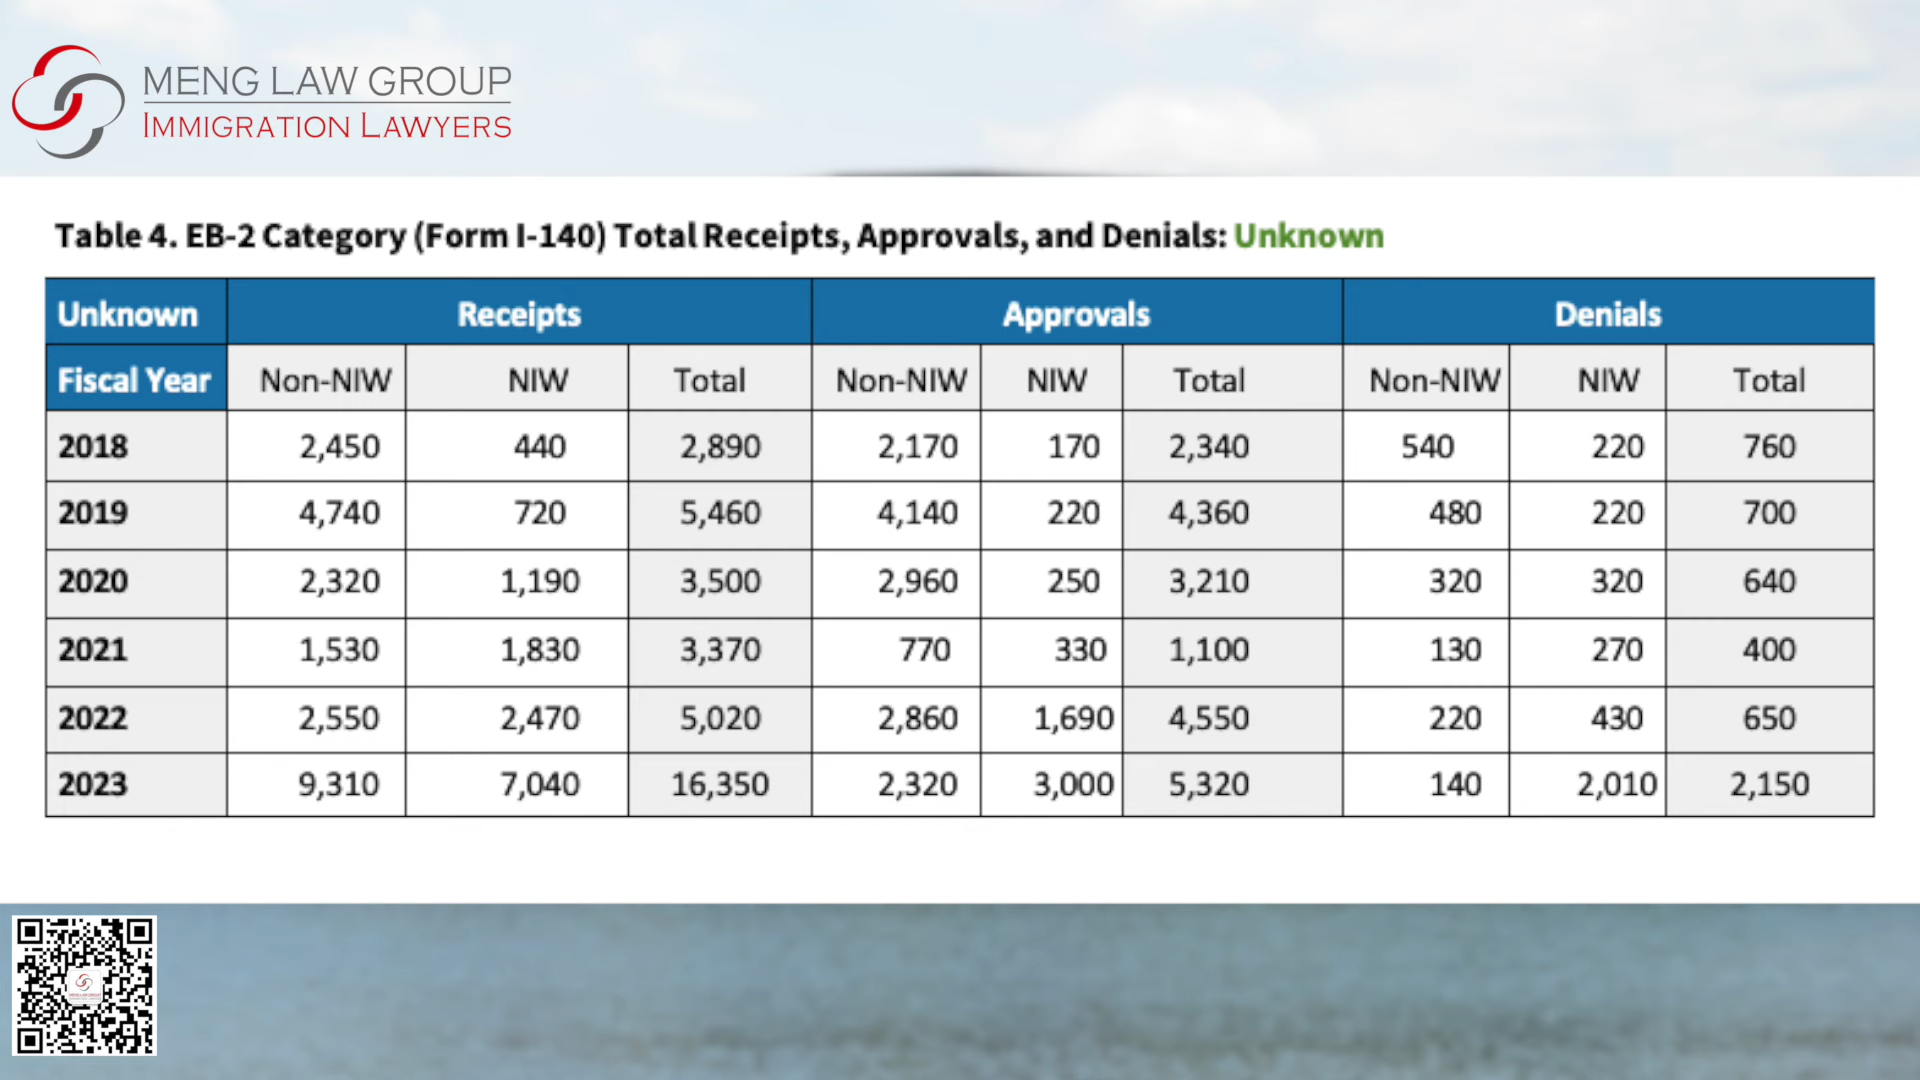 MENG LAW GROUP
IMMIGRATION LAWYERS
Table 4. EB-2 Category (Form I-140) Total Receipts, Approvals, and Denials: Unknown
Unknown Receipts Approvals Denials
Fiscal Year Non-NIW NIW Total Non-NIW NIW Total Non-NIW NIW Total
2018 2,450 440 2,890 2,170 170 2,340 540 220 760
2019 4,740 720 5,460 4,140 220 4,360 480 220 700
2020 2,320 1,190 3,500 2,960 250 3,210 320 320 640
2021 1,530 1,830 3,370 770 330 1,100 130 270 400
2022 2,550 2,470 5,020 2,860 1,690 4,550 220 430 650
2023 9,310 7,040 16,350 2,320 3,000 5,320 140 2,010 2,150